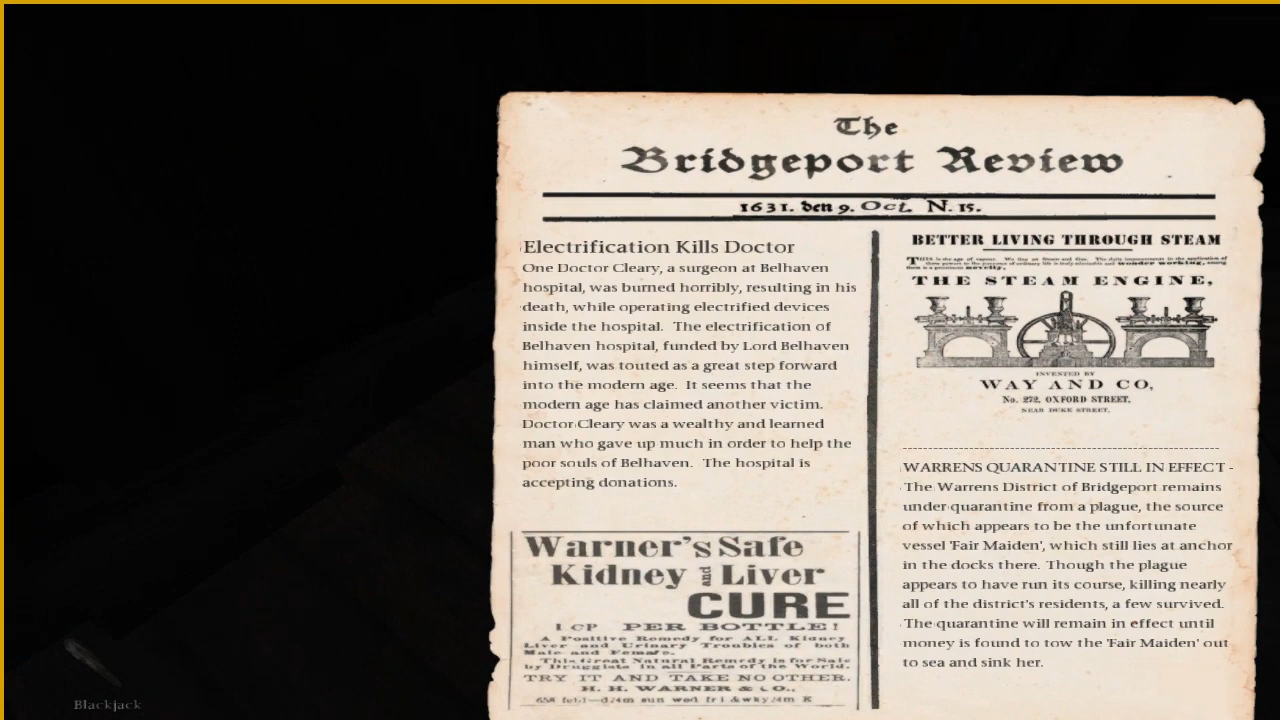 The
Bridgeport Review
1631. den 9. Oct. N. 15.
Electrification Kills Doctor
One Doctor Cleary, a surgeon at Belhaven
hospital, was burned horribly, resulting in his
death, while operating electrified devices
inside the hospital. The electrification of
Belhaven hospital, funded by Lord Belhaven
himself, was touted as a great step forward
into the modern age. It seems that the
modern age has claimed another victim.
Doctor Cleary was a wealthy and learned
man who gave up much in order to help the
poor souls of Belhaven. The hospital is
accepting donations.
Warner's Safe
Kidney and Liver
CURE
1 CP PER BOTTLE!
A Positive Remedy for ALL Kidney
Liver and Urinary Troubles of both
Male and Female.
This Great Natural Remedy is for Sale
by Druggists in all Parts of the World.
TRY IT AND TAKE NO OTHER.
H. H. WARNER & CO.,
BETTER LIVING THROUGH STEAM
wonder working, among
novelty.
THE STEAM ENGINE,
INVENTED BY
WAY AND CO,
No. 272, OXFORD STREET,
NEAR DUKE STREET,
WARRENS QUARANTINE STILL IN EFFECT -
The Warrens District of Bridgeport remains
under quarantine from a plague, the source
of which appears to be the unfortunate
vessel 'Fair Maiden', which still lies at anchor
in the docks there. Though the plague
appears to have run its course, killing nearly
all of the district's residents, a few survived.
The quarantine will remain in effect until
money is found to tow the 'Fair Maiden' out
to sea and sink her.
Blackjack